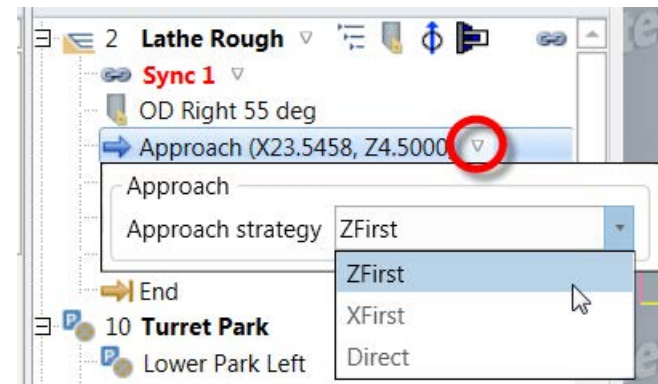 2 Lathe Rough
Sync 1
OD Right 55 deg
Approach (X23.5458, Z4.5000)
Approach
Approach strategy ZFirst
ZFirst
XFirst
Direct
End
10 Turret Park
Lower Park Left